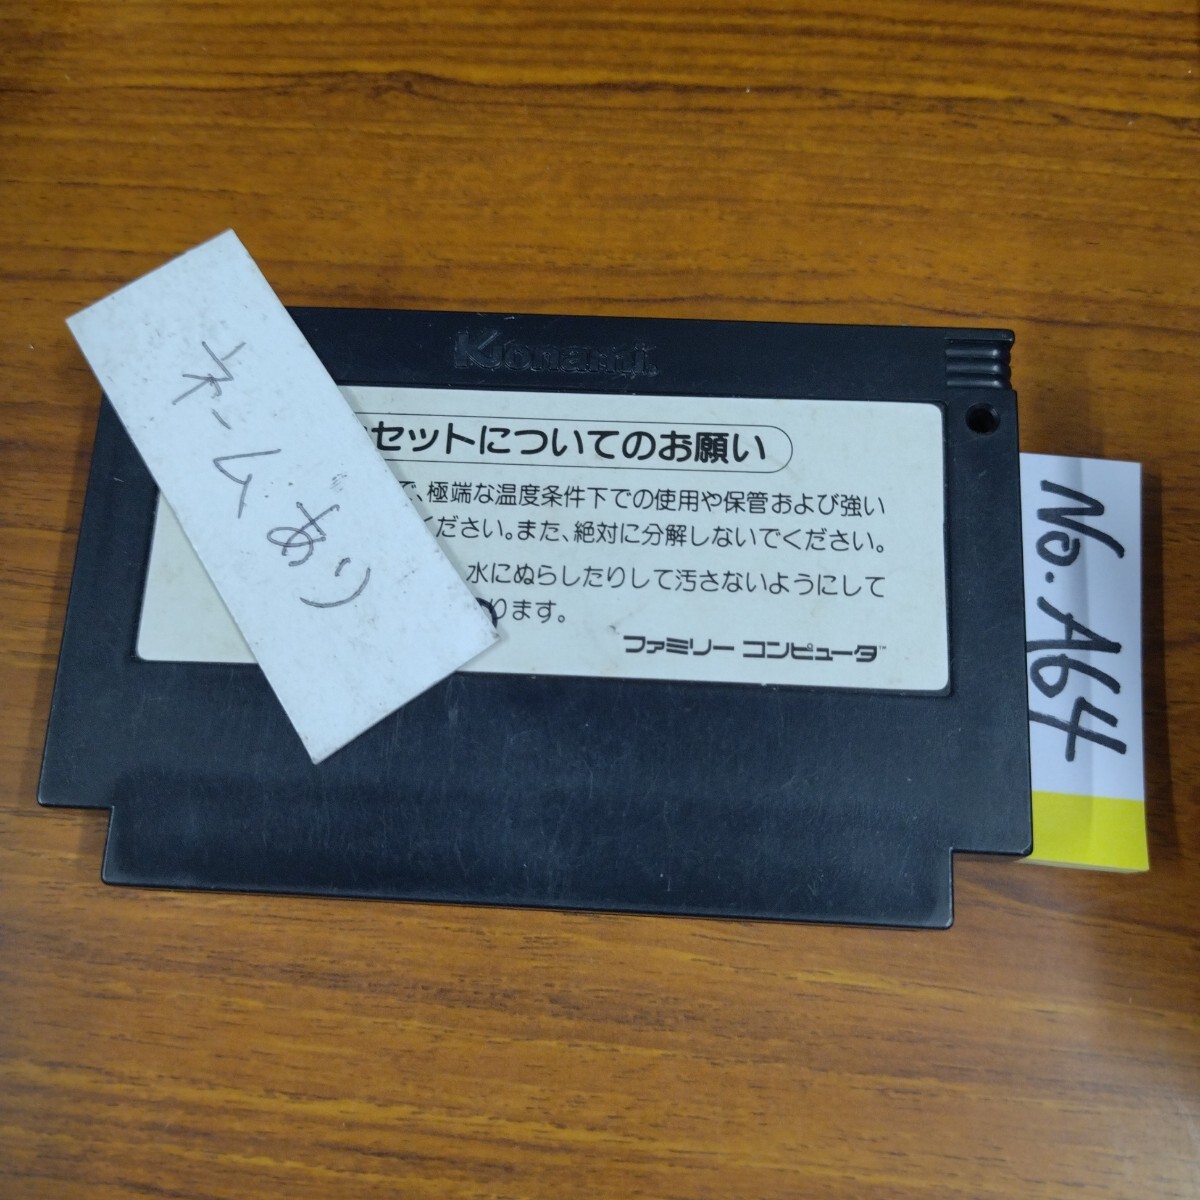 Konami
セットについてのお願い
で、極端な温度条件下での使用や保管および強い
ください。また、絶対に分解しないでください。
水にぬらしたりして汚さないようにして
ります。
ファミリー コンピュータ™
ネームあり
No. A64